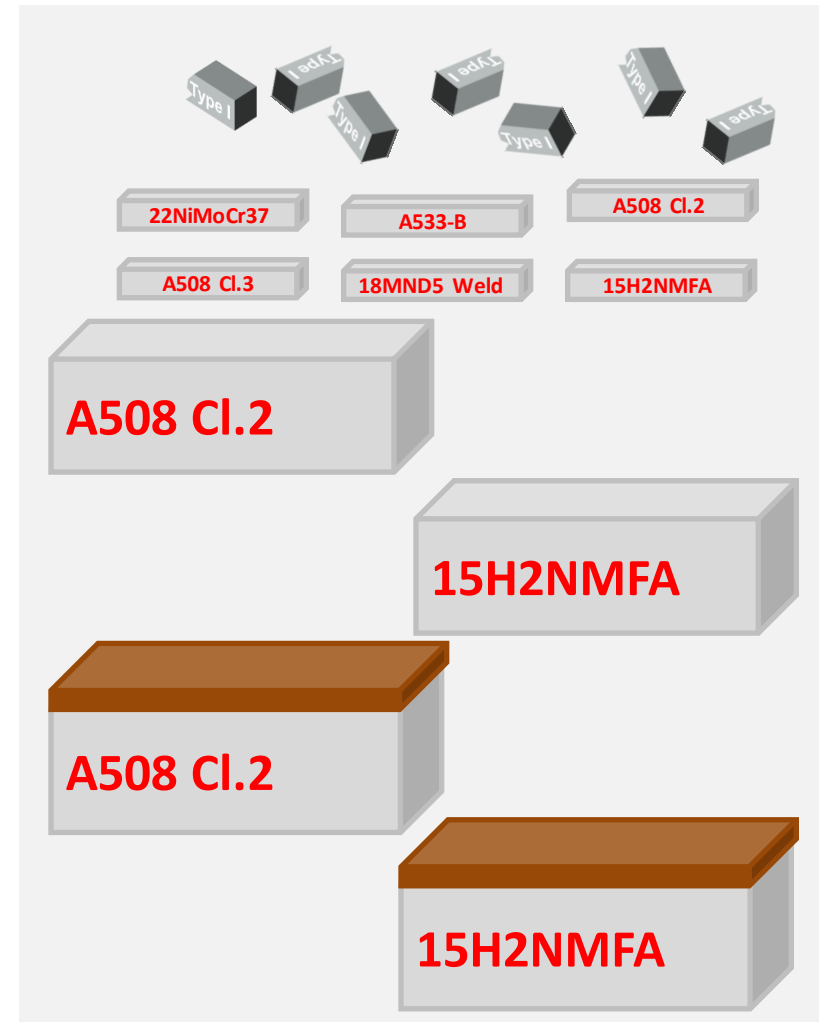 Type I
Type I
Type I
Type I
Type I
Type I
Type I
22NiMoCr37
A533-B
A508 Cl.2
A508 Cl.3
18MND5 Weld
15H2NMFA
A508 Cl.2
15H2NMFA
A508 Cl.2
15H2NMFA